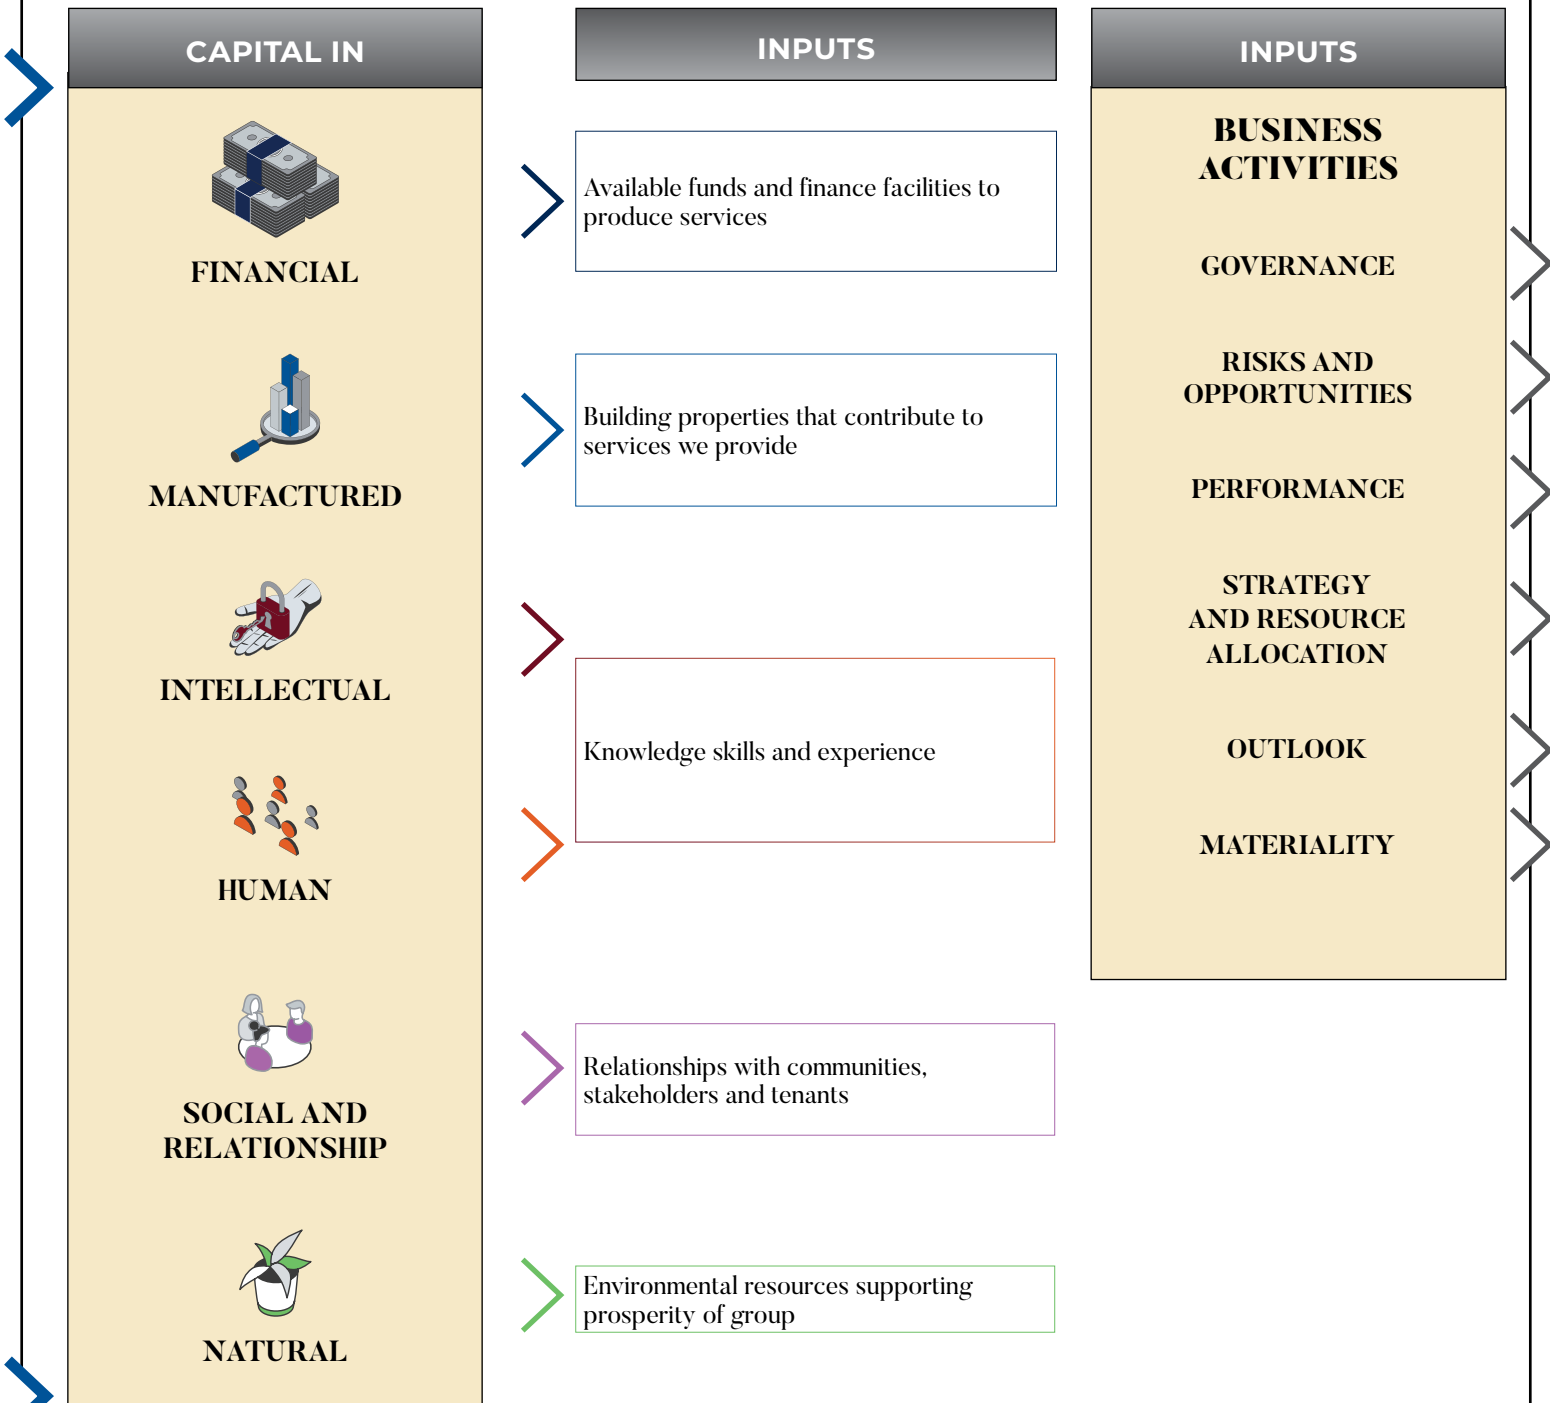 CAPITAL IN
FINANCIAL
MANUFACTURED
INTELLECTUAL
HUMAN
SOCIAL AND
RELATIONSHIP
NATURAL
INPUTS
Available funds and finance facilities to
produce services
Building properties that contribute to
services we provide
Knowledge skills and experience
Relationships with communities,
stakeholders and tenants
Environmental resources supporting
prosperity of group
INPUTS
BUSINESS
ACTIVITIES
GOVERNANCE
RISKS AND
OPPORTUNITIES
PERFORMANCE
STRATEGY
AND RESOURCE
ALLOCATION
OUTLOOK
MATERIALITY